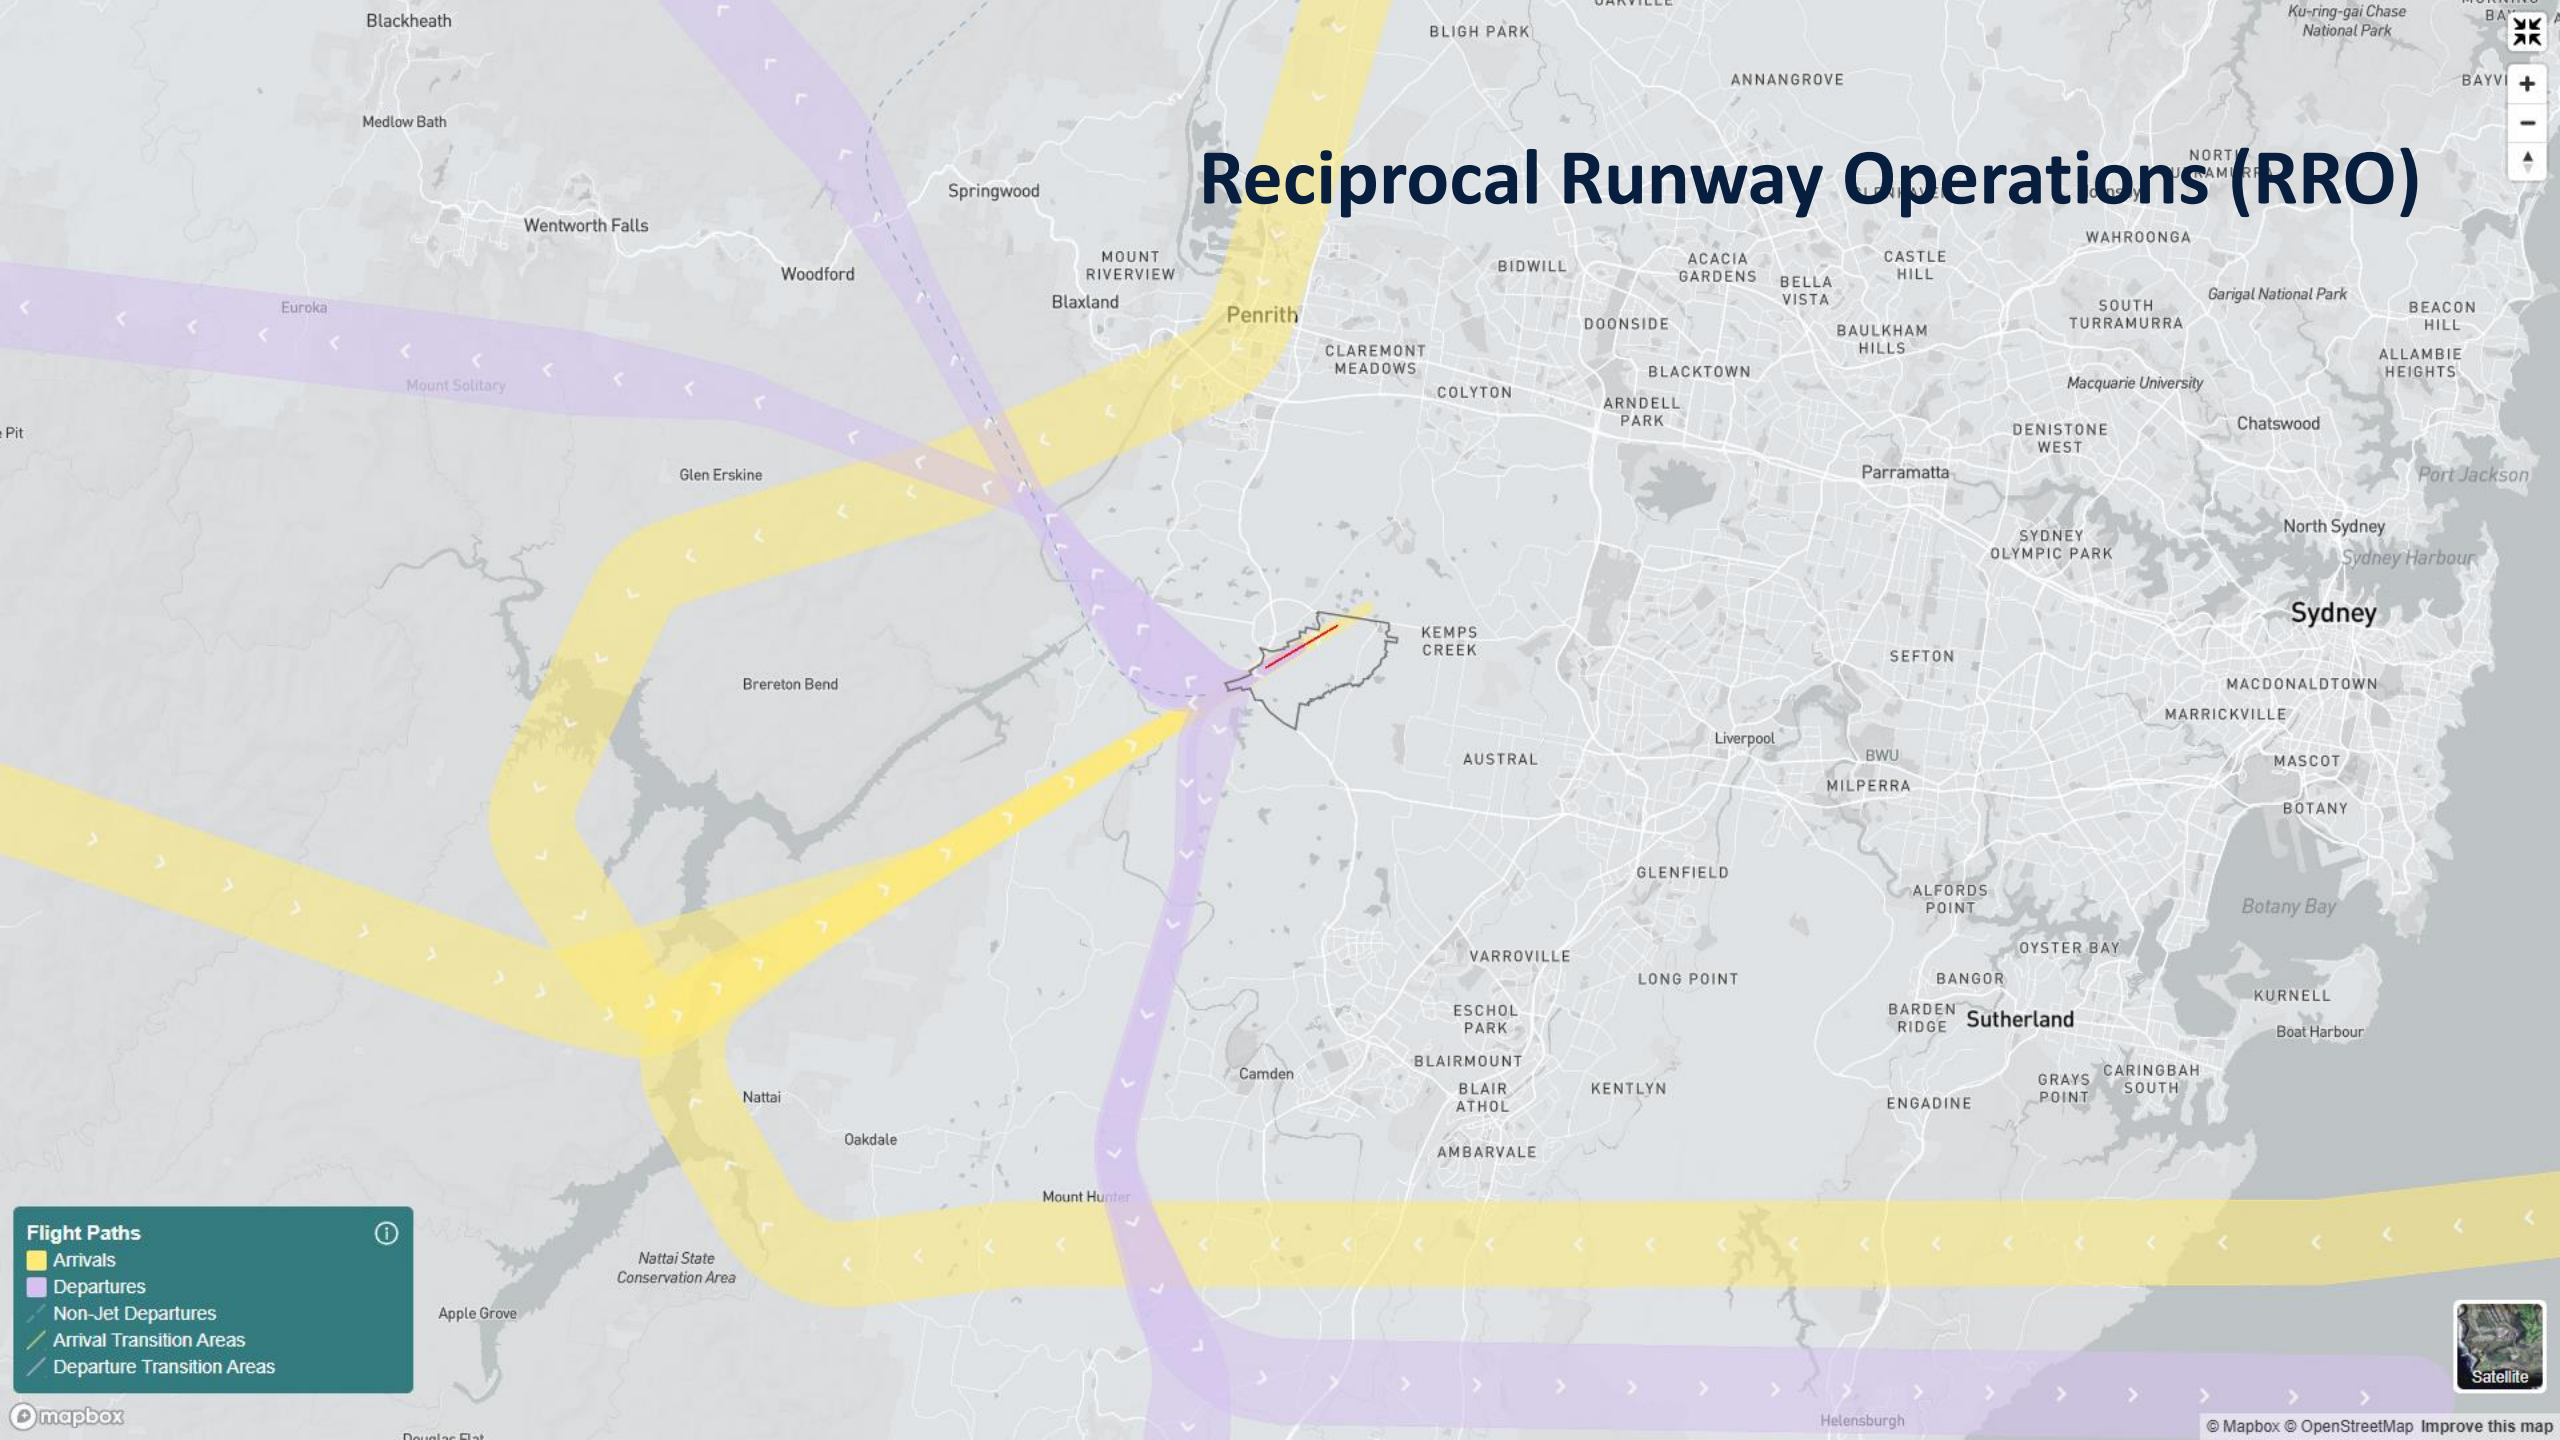 Reciprocal Runway Operations (RRO)
Blackheath
BLIGH PARK
Ku-ring-gai Chase
National Park
ANNANGROVE
Medlow Bath
Springwood
Wentworth Falls
WAHROONGA
Woodford
MOUNT
RIVERVIEW
BIDWILL
ACACIA
GARDENS
CASTLE
HILL
BELLA
VISTA
Blaxland
Garigal National Park
Euroka
SOUTH
TURRAMURRA
BEACON
HILL
Penrith
DOONSIDE
BAULKHAM
HILLS
CLAREMONT
MEADOWS
ALLAMBIE
HEIGHTS
BLACKTOWN
Mount Solitary
Macquarie University
COLYTON
ARNDELL
PARK
Chatswood
Pit
DENISTONE
WEST
Glen Erskine
Parramatta
Port Jackson
North Sydney
SYDNEY
OLYMPIC PARK
Sydney Harbour
Sydney
KEMPS
CREEK
SEFTON
Brereton Bend
MACDONALDTOWN
MARRICKVILLE
Liverpool
BWU
AUSTRAL
MASCOT
MILPERRA
BOTANY
GLENFIELD
ALFORDS
POINT
Botany Bay
OYSTER BAY
VARROVILLE
LONG POINT
BANGOR
KURNELL
ESCHOL
PARK
BARDEN
RIDGE
Sutherland
Boat Harbour
BLAIRMOUNT
Camden
CARINGBAH
SOUTH
GRAYS
POINT
BLAIR
ATHOL
KENTLYN
Nattai
ENGADINE
Oakdale
AMBARVALE
Mount Hunter
Nattai State
Conservation Area
Apple Grove
Helensburgh
Douglas Flat
Flight Paths
Arrivals
Departures
Non-Jet Departures
Arrival Transition Areas
Departure Transition Areas
Satellite
mapbox
© Mapbox © OpenStreetMap Improve this map